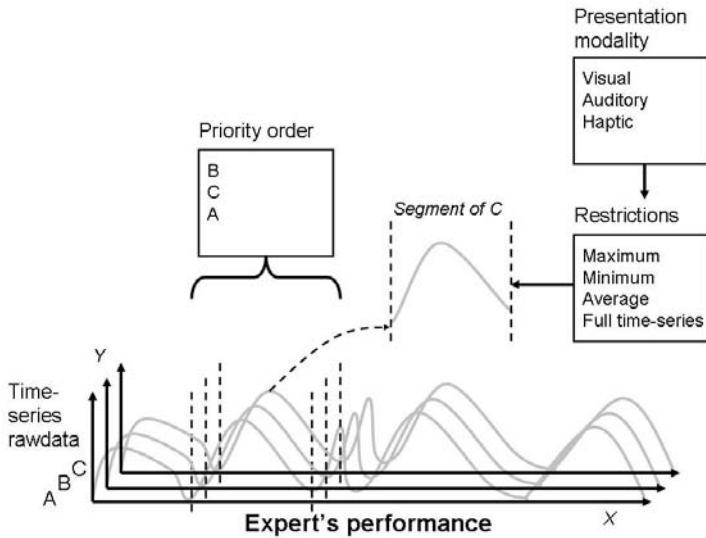 Presentation
modality
Visual
Auditory
Haptic
Priority order
B
C
A
Segment of C
Restrictions
Maximum
Minimum
Average
Full time-series
Y
Time-
series
rawdata
C
B
A
X
Expert's performance